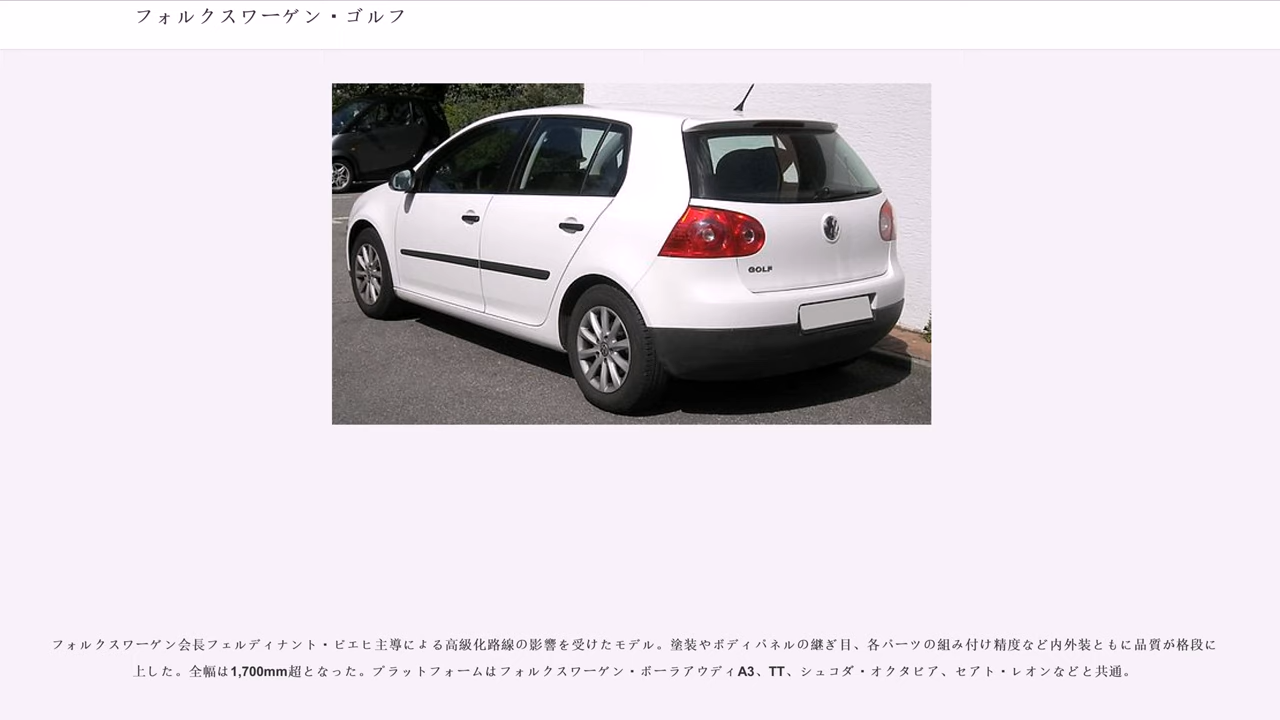 フォルクスワーゲン・ゴルフ
GOLF
フォルクスワーゲン会長フェルディナント・ピエヒ主導による高級化路線の影響を受けたモデル。塗装やボディパネルの継ぎ目、各パーツの組み付け精度など内外装ともに品質が格段に
上した。全幅は1,700mm超となった。プラットフォームはフォルクスワーゲン・ボーラアウディA3、TT、シュコダ・オクタビア、セアト・レオンなどと共通。